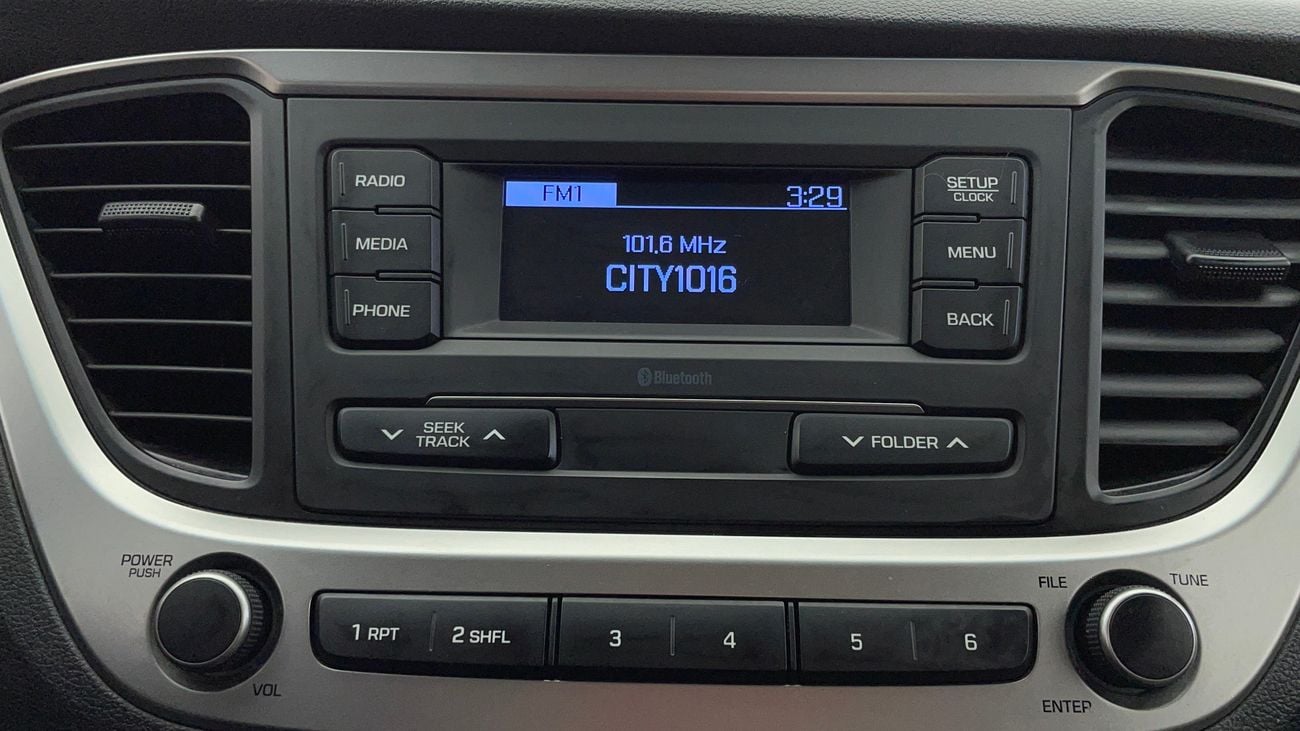 RADIO
MEDIA
PHONE
FM1 3:29
101.6 MHz
CITY1016
SETUP
CLOCK
MENU
BACK
Bluetooth
SEEK
TRACK
FOLDER
POWER
PUSH
VOL
1 RPT 2 SHFL 3 4 5 6
FILE
TUNE
ENTER